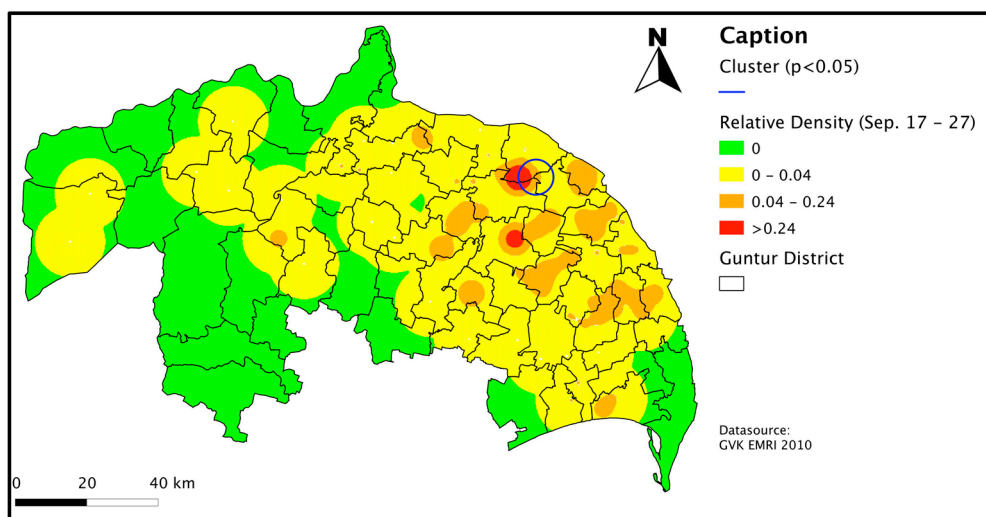 N
Caption
Cluster (p<0.05)
Relative Density (Sep. 17 - 27)
0
0 - 0.04
0.04 - 0.24
>0.24
Guntur District
Datasource:
GVK EMRI 2010
0 20 40 km